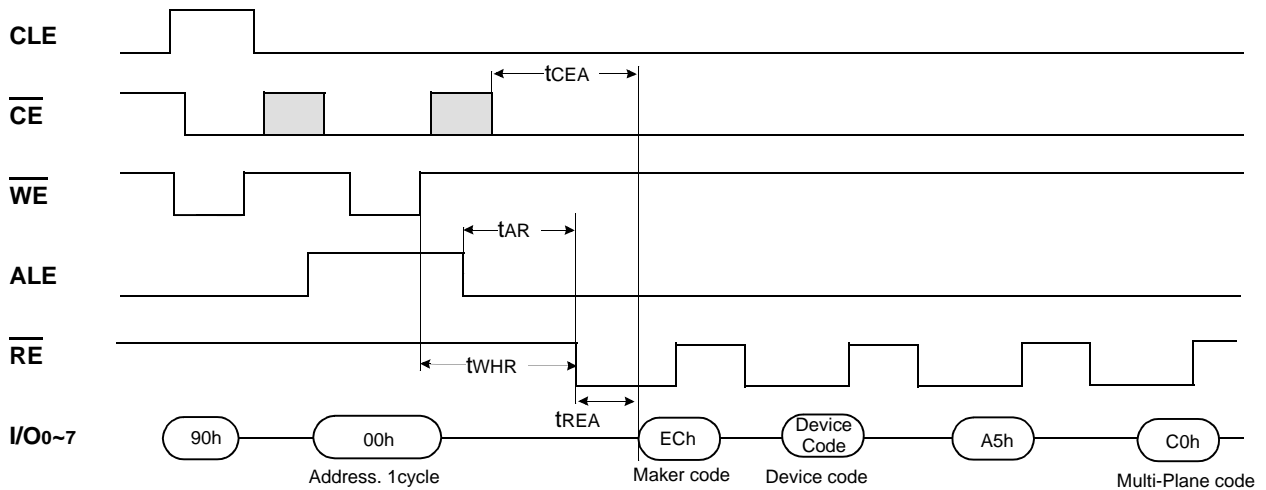 CLE
tCEA
CE
WE
tAR
ALE
RE
tWHR
tREA
I/O0~7
90h
00h
ECh
Device
Code
A5h
C0h
Address. 1cycle
Maker code
Device code
Multi-Plane code